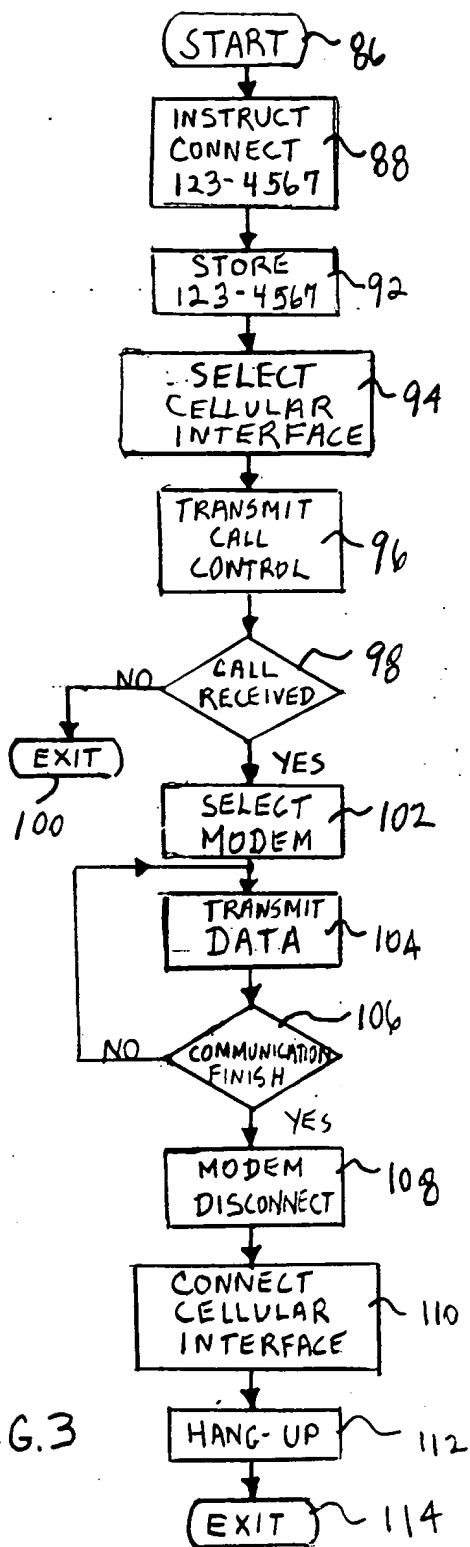 START
86
INSTRUCT
CONNECT
123-4567
88
STORE
123-4567
92
SELECT
CELLULAR
INTERFACE
94
TRANSMIT
CALL
CONTROL
96
CALL
RECEIVED
98
NO
EXIT
100
YES
SELECT
MODEM
102
TRANSMIT
DATA
104
COMMUNICATION
FINISH
106
NO
YES
MODEM
DISCONNECT
108
CONNECT
CELLULAR
INTERFACE
110
G.3
HANG-UP
112
EXIT
114